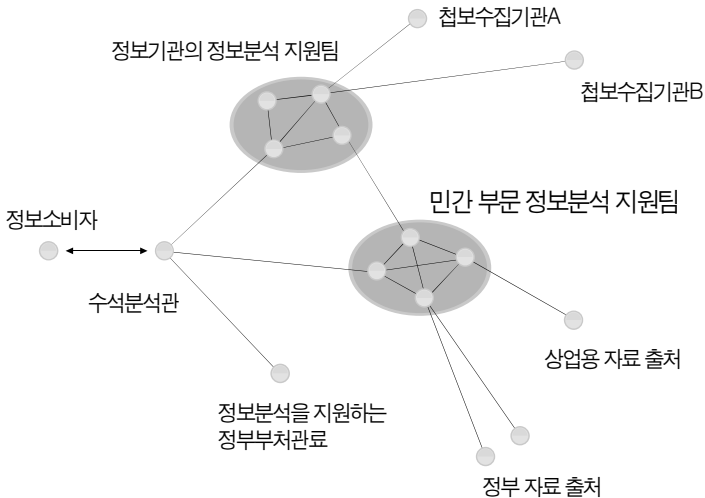 첩보수집기관A
정보기관의 정보분석 지원팀
첩보수집기관B
민간 부문 정보분석 지원팀
정보소비자
수석분석관
상업용 자료 출처
정보분석을 지원하는
정부부처관료
정부 자료 출처